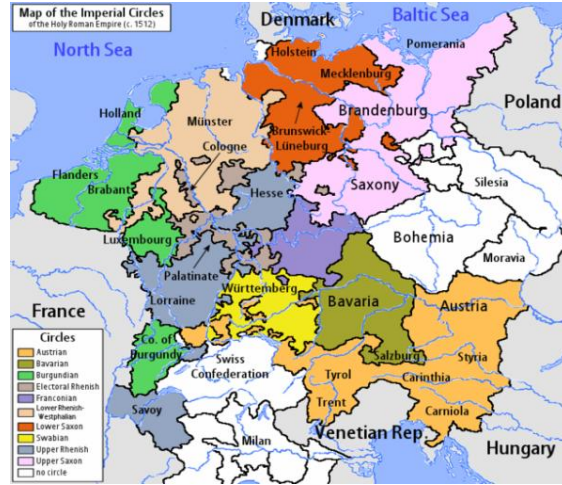 Map of the Imperial Circles
of the Holy Roman Empire (c. 1512)
Denmark
Baltic Sea
North Sea
Holstein
Pomerania
Mecklenburg
Poland
Holland
Münster
Brandenburg
Cologne
Brunswick-
Lüneburg
Flanders
Brabant
Hesse
Saxony
Silesia
Luxembourg
Bohemia
Moravia
Palatinate
Lorraine
Württemberg
Bavaria
Austria
France
Circles
Austrian
Bavarian
Burgundian
Electoral Rhenish
Franconian
Lower Rhenish-
Westphalian
Lower Saxon
Swabian
Upper Rhenish
Upper Saxon
no circle
Co. of
Burgundy
Swiss
Confederation
Salzburg
Styria
Tyrol
Carinthia
Trent
Carniola
Savoy
Milan
Venetian Rep.
Hungary